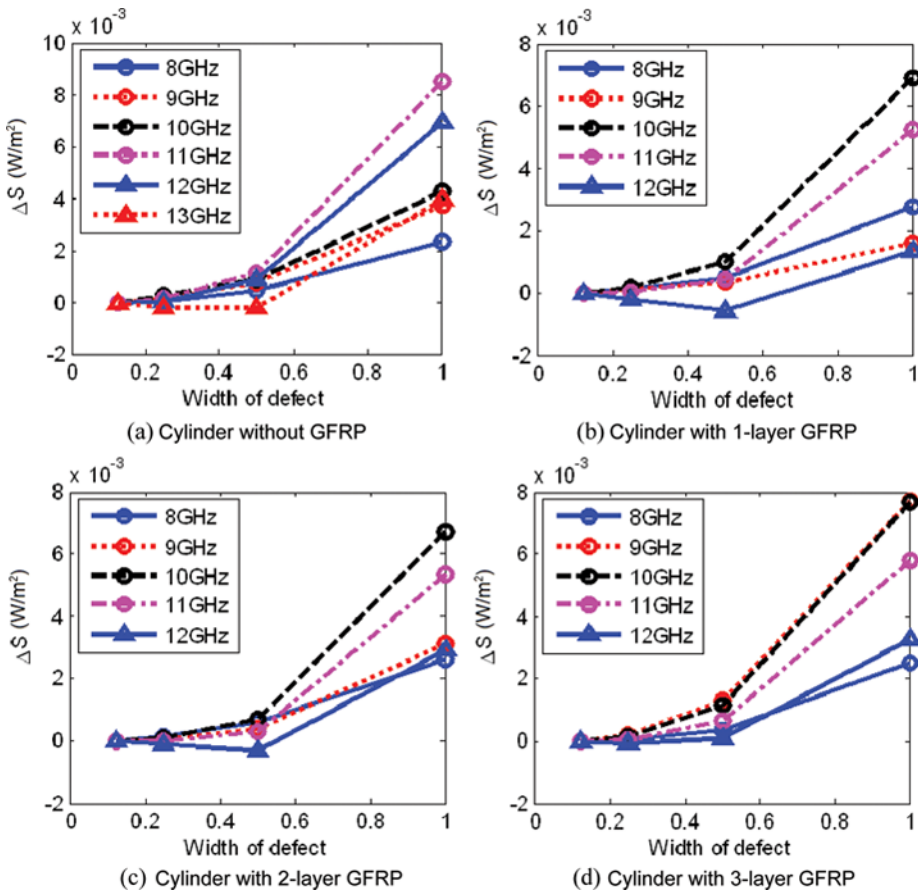 x 10⁻³
10
8
6
4
2
0
-2
ΔS (W/m²)
8GHz
9GHz
10GHz
11GHz
12GHz
13GHz
0 0.2 0.4 0.6 0.8 1
Width of defect
(a) Cylinder without GFRP
x 10⁻³
8
6
4
2
0
-2
ΔS (W/m²)
8GHz
9GHz
10GHz
11GHz
12GHz
0 0.2 0.4 0.6 0.8 1
Width of defect
(b) Cylinder with 1-layer GFRP
x 10⁻³
8
6
4
2
0
-2
ΔS (W/m²)
8GHz
9GHz
10GHz
11GHz
12GHz
0 0.2 0.4 0.6 0.8 1
Width of defect
(c) Cylinder with 2-layer GFRP
x 10⁻³
8
6
4
2
0
-2
ΔS (W/m²)
8GHz
9GHz
10GHz
11GHz
12GHz
0 0.2 0.4 0.6 0.8 1
Width of defect
(d) Cylinder with 3-layer GFRP